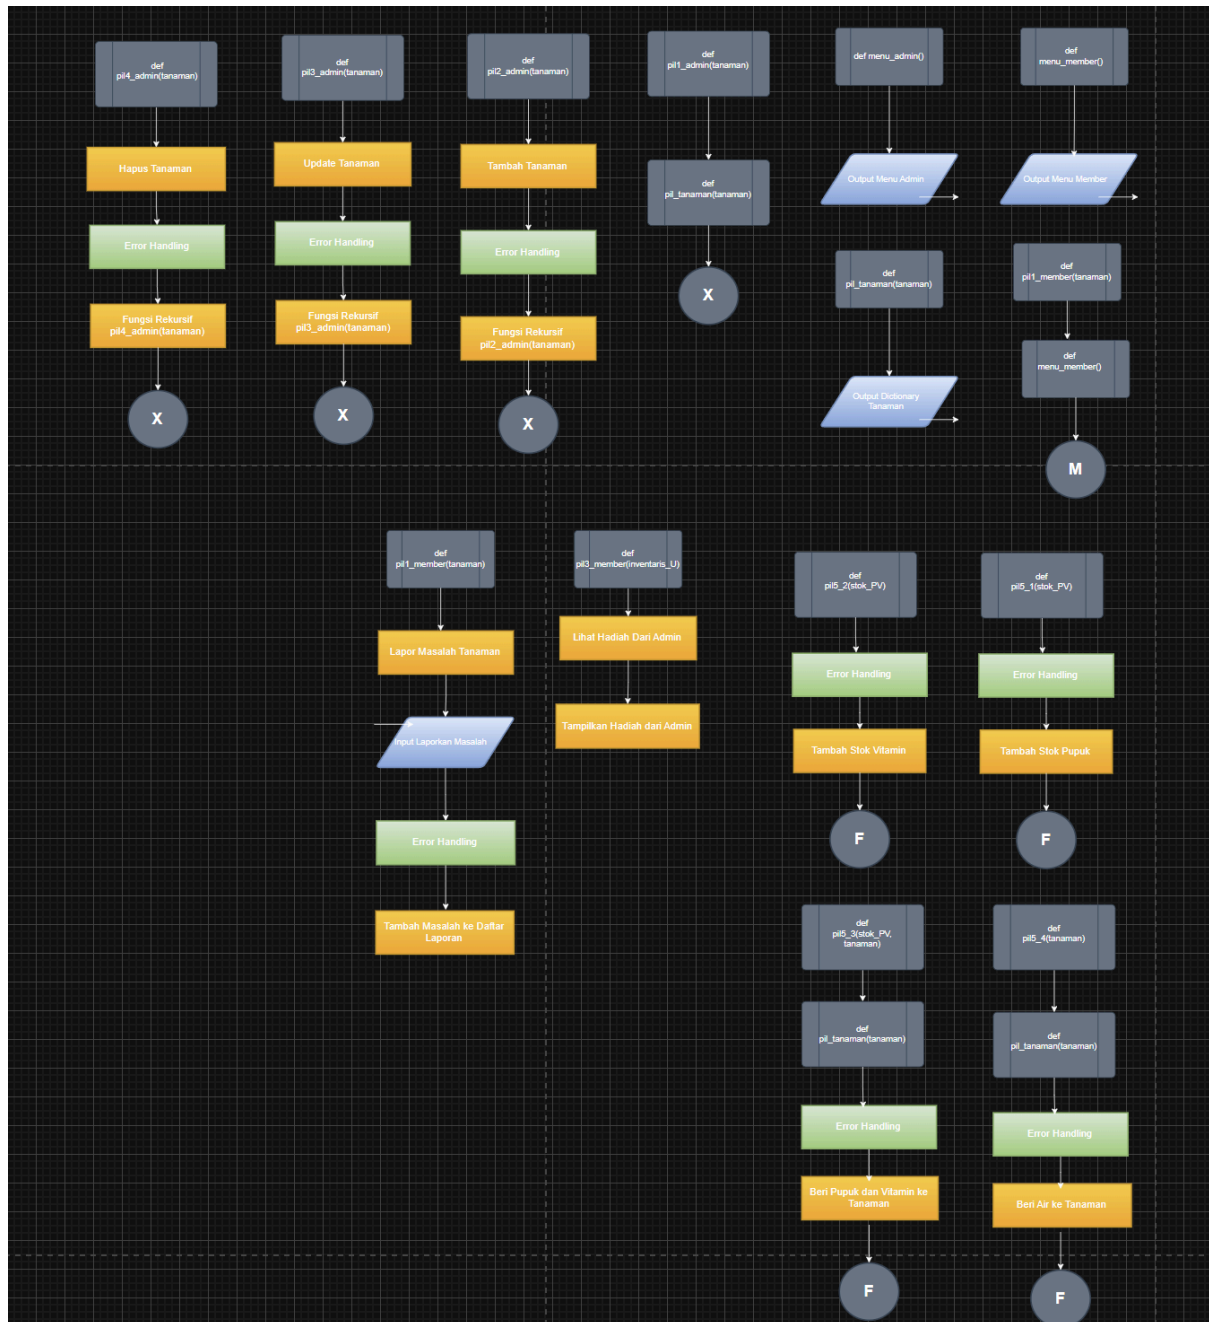 def
pil4_admin(tanaman)
Hapus Tanaman
Error Handling
Fungsi Rekursif
pil4_admin(tanaman)
X
def
pil3_admin(tanaman)
Update Tanaman
Error Handling
Fungsi Rekursif
pil3_admin(tanaman)
X
def
pil2_admin(tanaman)
Tambah Tanaman
Error Handling
Fungsi Rekursif
pil2_admin(tanaman)
X
def
pil1_admin(tanaman)
def
pil_tanaman(tanaman)
X
def menu_admin()
Output Menu Admin
def
pil_tanaman(tanaman)
Output Dictionary
Tanaman
def
menu_member()
Output Menu Member
def
pil1_member(tanaman)
def
menu_member()
M
def
pil1_member(tanaman)
Lapor Masalah Tanaman
Input Laporkan Masalah
Error Handling
Tambah Masalah ke Daftar
Laporan
def
pil3_member(inventaris_U)
Lihat Hadiah Dari Admin
Tampilkan Hadiah dari Admin
def
pil5_2(stok_PV)
Error Handling
Tambah Stok Vitamin
F
def
pil5_1(stok_PV)
Error Handling
Tambah Stok Pupuk
F
def
pil5_3(stok_PV,
tanaman)
def
pil_tanaman(tanaman)
Error Handling
Beri Pupuk dan Vitamin ke
Tanaman
F
def
pil5_4(tanaman)
def
pil_tanaman(tanaman)
Error Handling
Beri Air ke Tanaman
F